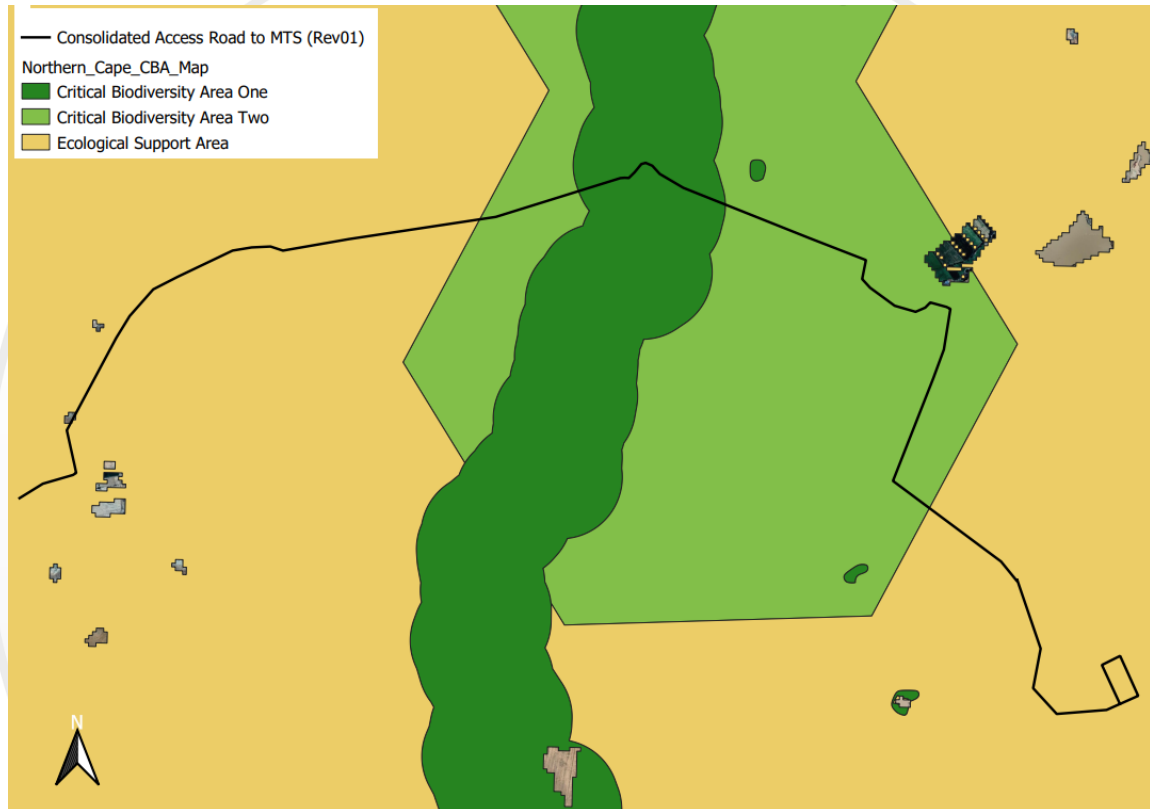 Consolidated Access Road to MTS (Rev01)
Northern_Cape_CBA_Map
Critical Biodiversity Area One
Critical Biodiversity Area Two
Ecological Support Area
N